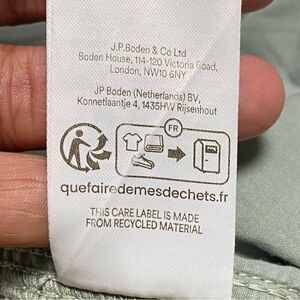 J.P.Boden & Co Ltd
Boden House, 114-120 Victoria Road,
London, NW10 6NY
JP Boden (Netherlands) BV,
Konnetlaantje 4, 1435HW Rijsenhout
FR
quefairedemesdechets.fr
THIS CARE LABEL IS MADE
FROM RECYCLED MATERIAL